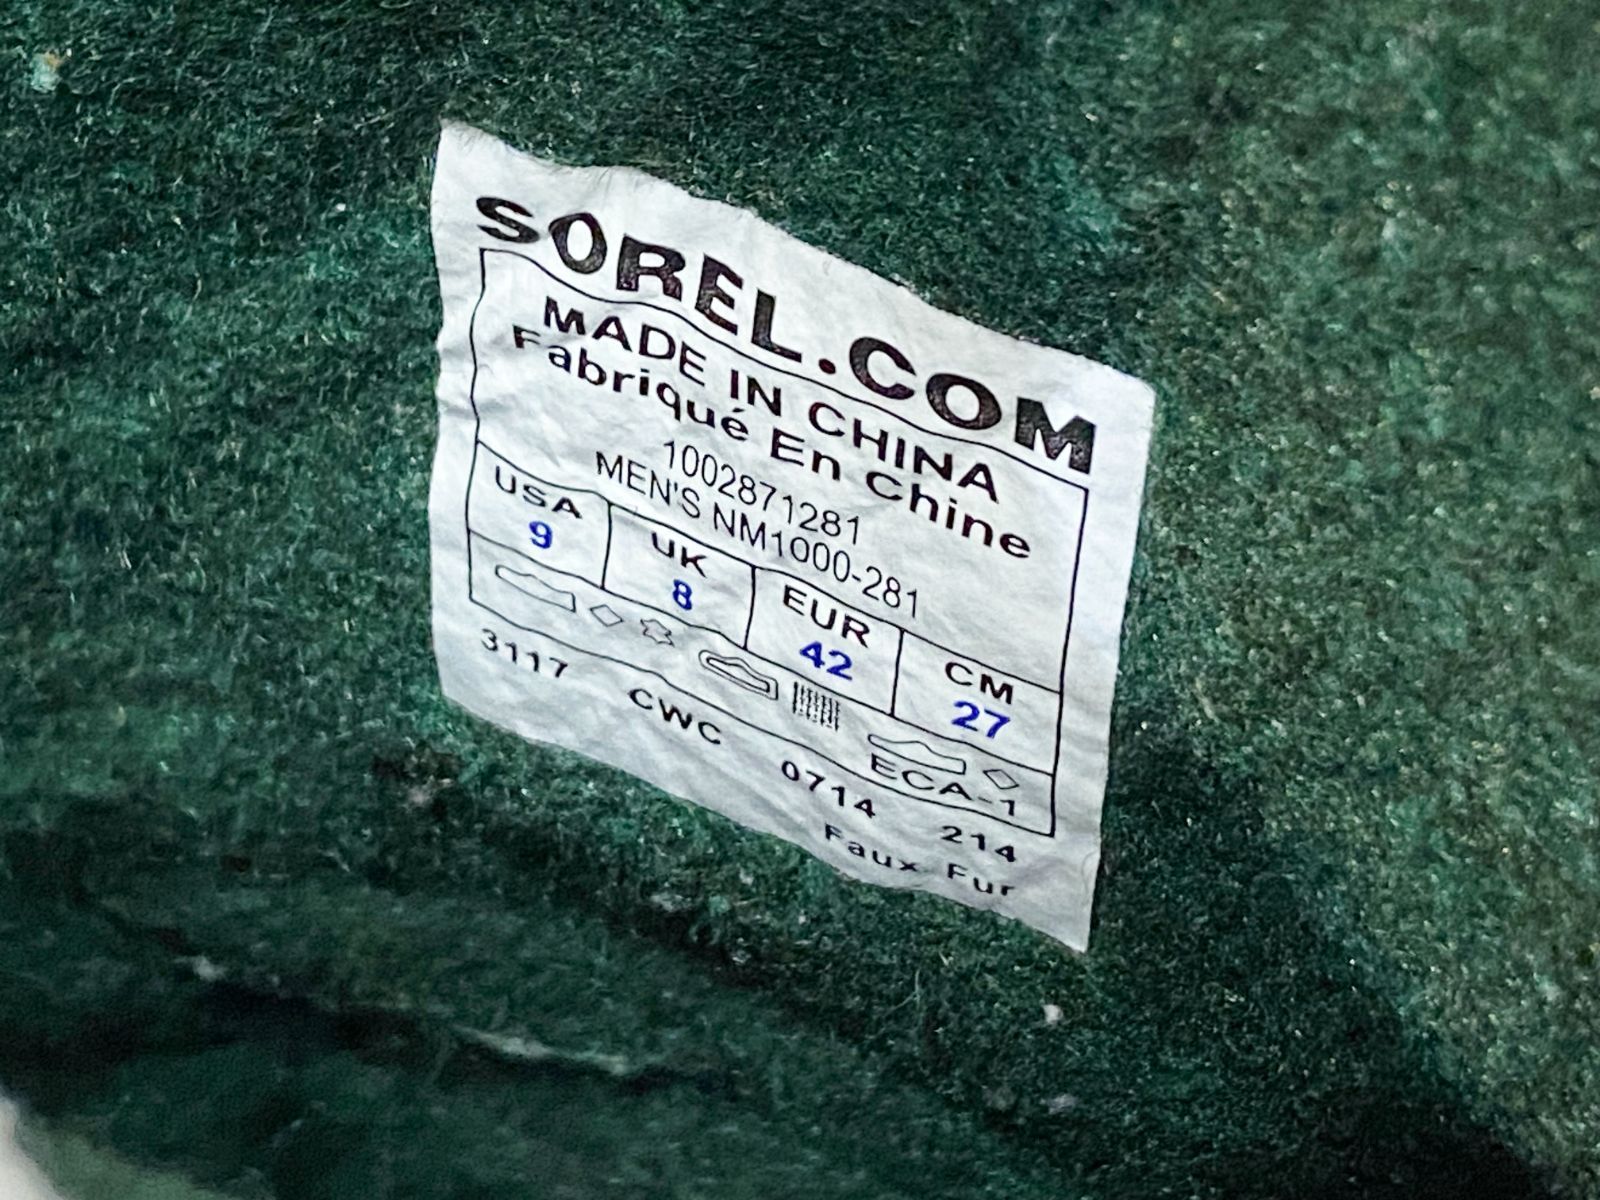 SOREL.COM
MADE IN CHINA
Fabriqué En Chine
1002871281
MEN'S NM1000-281
USA UK EUR CM
9 8 42 27
ECA-1
3117 CWC 0714 214
Faux Fur